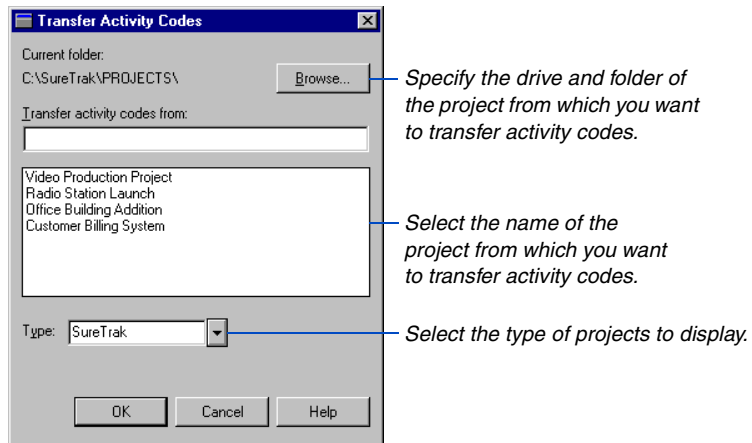 Transfer Activity Codes
Current folder:
C:\SureTrak\PROJECTS\
Browse...
Specify the drive and folder of
the project from which you want
to transfer activity codes.
Transfer activity codes from:
Video Production Project
Radio Station Launch
Office Building Addition
Customer Billing System
Select the name of the
project from which you want
to transfer activity codes.
Type:
SureTrak
Select the type of projects to display.
OK
Cancel
Help